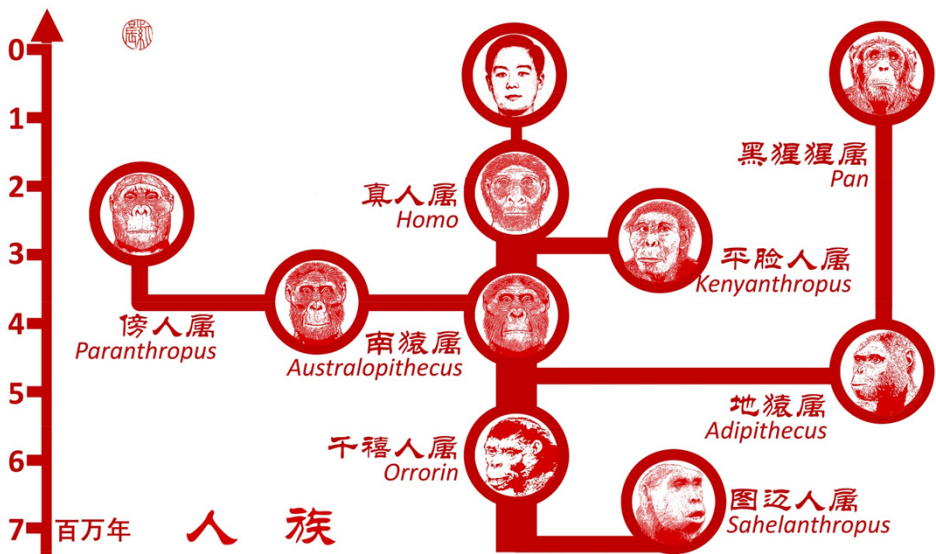 0
1
2
3
4
5
6
7
百万年
人族
黑猩猩属
Pan
真人属
Homo
平脸人属
Kenyanthropus
傍人属
Paranthropus
南猿属
Australopithecus
地猿属
Adipithecus
千禧人属
Orrorin
图迈人属
Sahelanthropus